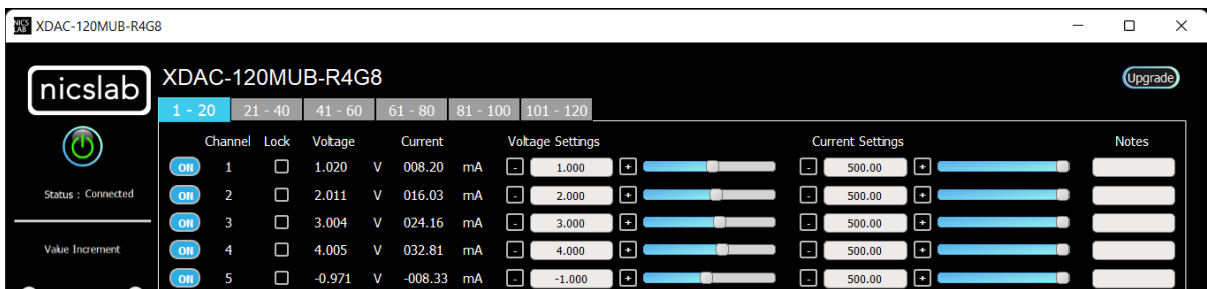 NICS LAB XDAC-120MUB-R4G8
nicslab XDAC-120MUB-R4G8 Upgrade
1 - 20 21 - 40 41 - 60 61 - 80 81 - 100 101 - 120
Channel Lock Voltage Current Voltage Settings Current Settings Notes
ON 1 1.020 V 008.20 mA - 1.000 + - 500.00 +
Status : Connected ON 2 2.011 V 016.03 mA - 2.000 + - 500.00 +
ON 3 3.004 V 024.16 mA - 3.000 + - 500.00 +
Value Increment ON 4 4.005 V 032.81 mA - 4.000 + - 500.00 +
ON 5 -0.971 V -008.33 mA - -1.000 + - 500.00 +